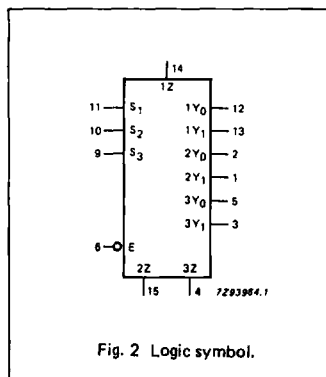 14
1Z
11 S1 1Y0 12
10 S2 1Y1 13
9 S3 2Y0 2
2Y1 1
3Y0 5
3Y1 3
6 E
2Z 3Z
15 4 7Z93964.1
Fig. 2 Logic symbol.